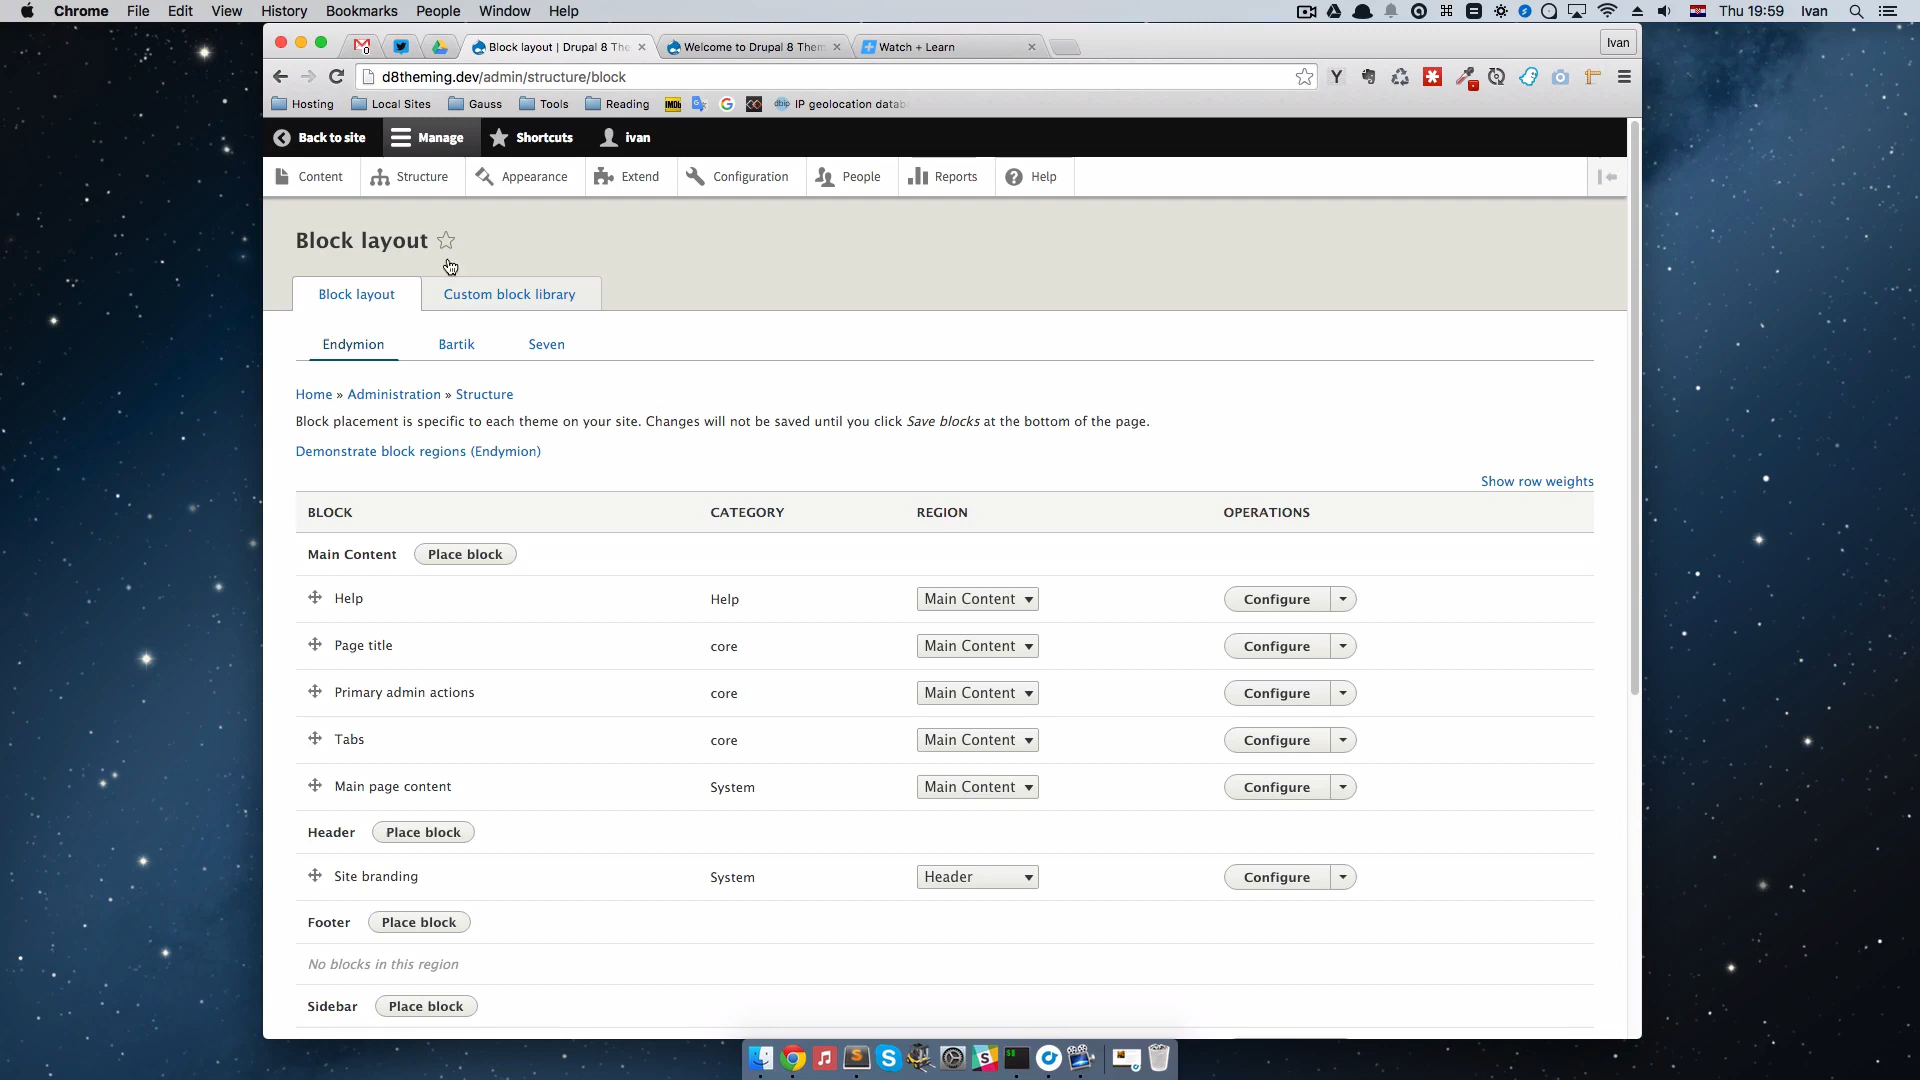 Chrome File Edit View History Bookmarks People Window Help Thu 19:59 Ivan
Block layout | Drupal 8 The Welcome to Drupal 8 Them Watch + Learn Ivan
d8theming.dev/admin/structure/block
Hosting Local Sites Gauss Tools Reading IMDb dbip IP geolocation datab
Back to site Manage Shortcuts ivan
Content Structure Appearance Extend Configuration People Reports Help
Block layout
Block layout Custom block library
Endymion Bartik Seven
Home » Administration » Structure
Block placement is specific to each theme on your site. Changes will not be saved until you click Save blocks at the bottom of the page.
Demonstrate block regions (Endymion)
Show row weights
BLOCK CATEGORY REGION OPERATIONS
Main Content Place block
Help Help Main Content Configure
Page title core Main Content Configure
Primary admin actions core Main Content Configure
Tabs core Main Content Configure
Main page content System Main Content Configure
Header Place block
Site branding System Header Configure
Footer Place block
No blocks in this region
Sidebar Place block